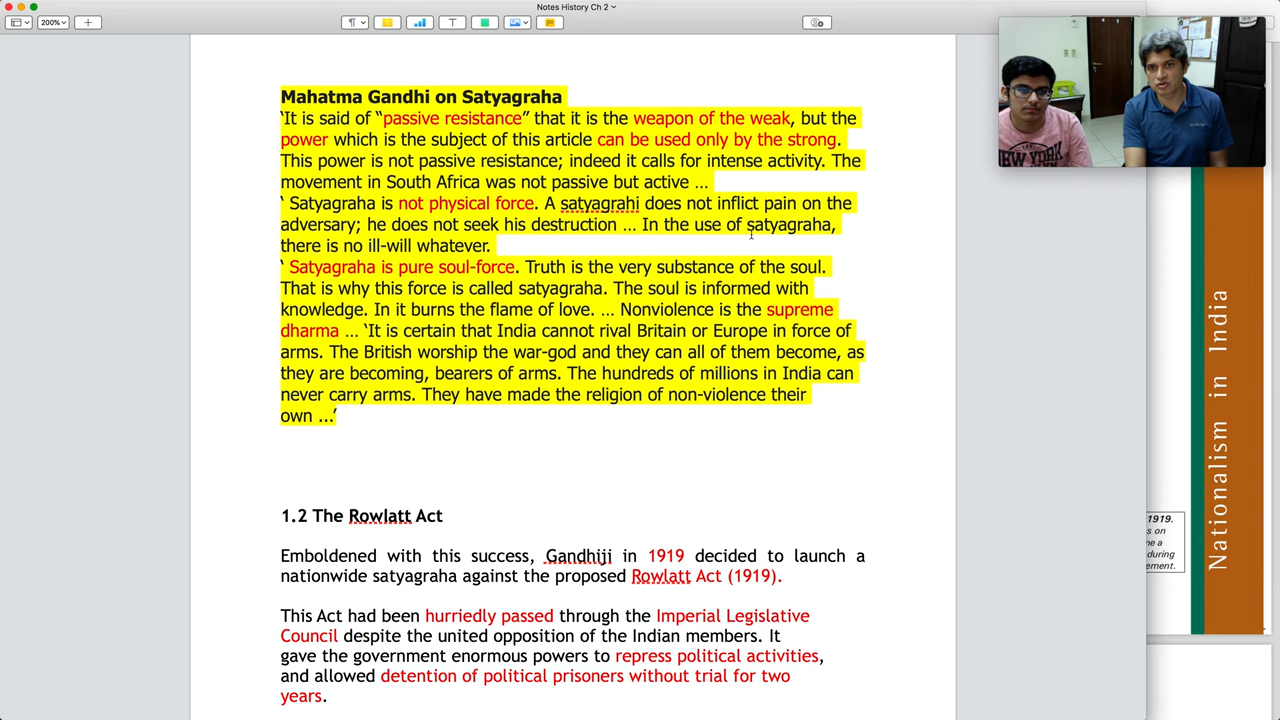 Notes History Ch 2
200%
Mahatma Gandhi on Satyagraha
‘It is said of “passive resistance” that it is the weapon of the weak, but the
power which is the subject of this article can be used only by the strong.
This power is not passive resistance; indeed it calls for intense activity. The
movement in South Africa was not passive but active …
‘ Satyagraha is not physical force. A satyagrahi does not inflict pain on the
adversary; he does not seek his destruction … In the use of satyagraha,
there is no ill-will whatever.
‘ Satyagraha is pure soul-force. Truth is the very substance of the soul.
That is why this force is called satyagraha. The soul is informed with
knowledge. In it burns the flame of love. … Nonviolence is the supreme
dharma … ‘It is certain that India cannot rival Britain or Europe in force of
arms. The British worship the war-god and they can all of them become, as
they are becoming, bearers of arms. The hundreds of millions in India can
never carry arms. They have made the religion of non-violence their
own …’
1.2 The Rowlatt Act
Emboldened with this success, Gandhiji in 1919 decided to launch a
nationwide satyagraha against the proposed Rowlatt Act (1919).
This Act had been hurriedly passed through the Imperial Legislative
Council despite the united opposition of the Indian members. It
gave the government enormous powers to repress political activities,
and allowed detention of political prisoners without trial for two
years.
NEW YORK
Nationalism in India
1919.
s on
ne a
during
ement.